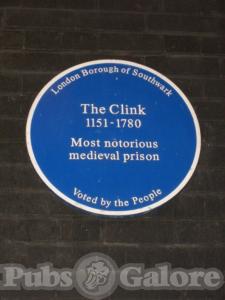 London Borough of Southwark
The Clink
1151-1780
Most notorious
medieval prison
Voted by the People
Pubs Galore